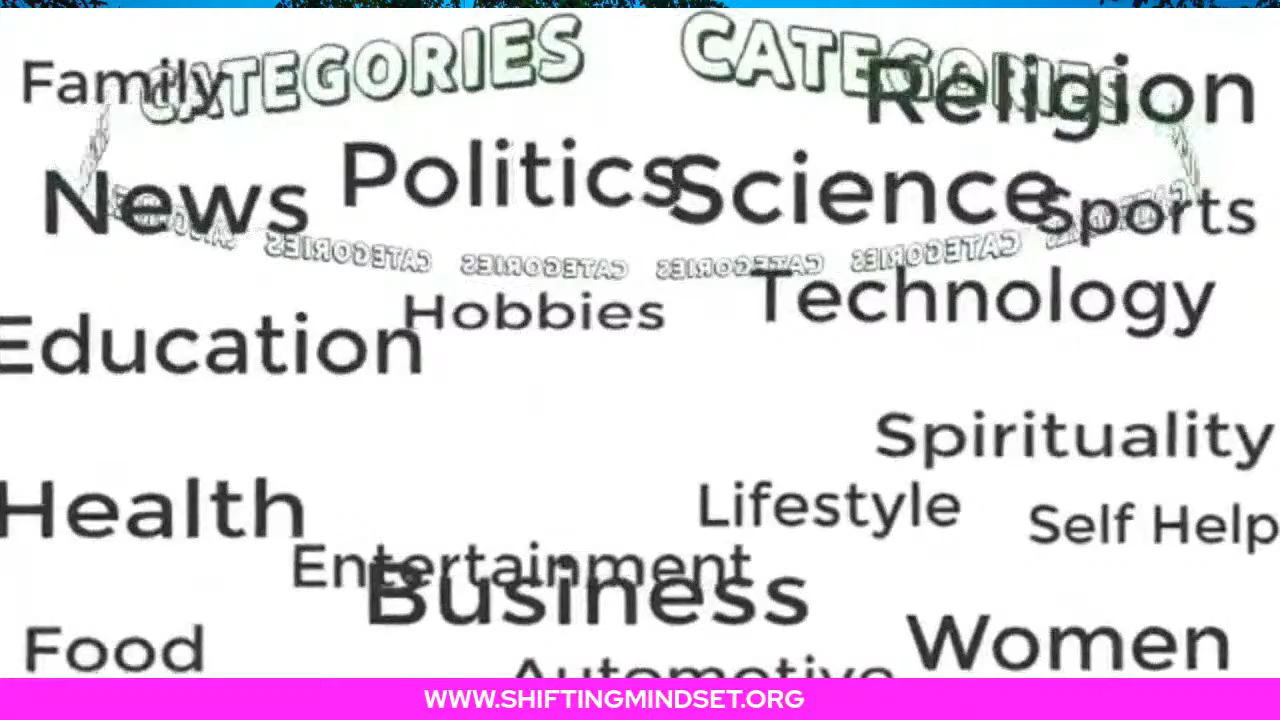 CATEGORIES CATEGORIES
Family
Religion
Politics
Science
News
Sports
CATEGORIES CATEGORIES CATEGORIES CATEGORIES
Technology
Hobbies
Education
Spirituality
Health
Lifestyle
Self Help
Entertainment
Business
Women
Food
Automotive
WWW.SHIFTINGMINDSET.ORG